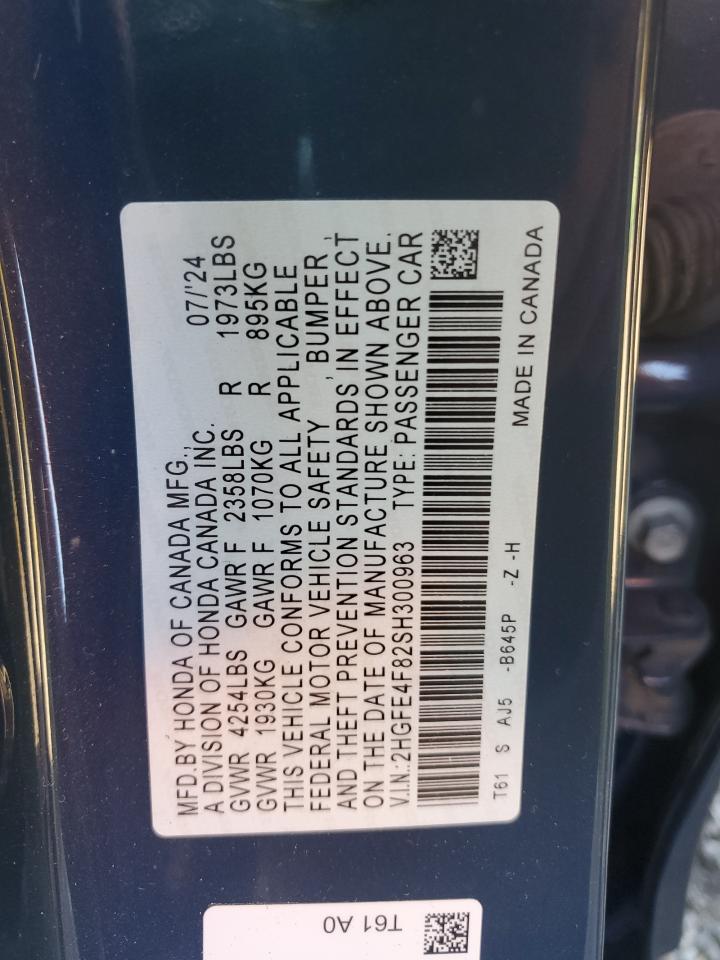 MFD.BY HONDA OF CANADA MFG., 07/'24
A DIVISION OF HONDA CANADA INC.
GVWR 4254LBS GAWR F 2358LBS R 1973LBS
GVWR 1930KG GAWR F 1070KG R 895KG
THIS VEHICLE CONFORMS TO ALL APPLICABLE
FEDERAL MOTOR VEHICLE SAFETY , BUMPER ,
AND THEFT PREVENTION STANDARDS IN EFFECT
ON THE DATE OF MANUFACTURE SHOWN ABOVE.
V.I.N.:2HGFE4F82SH300963 TYPE: PASSENGER CAR
T61 S AJ5 -B645P -Z -H MADE IN CANADA
T61 A0